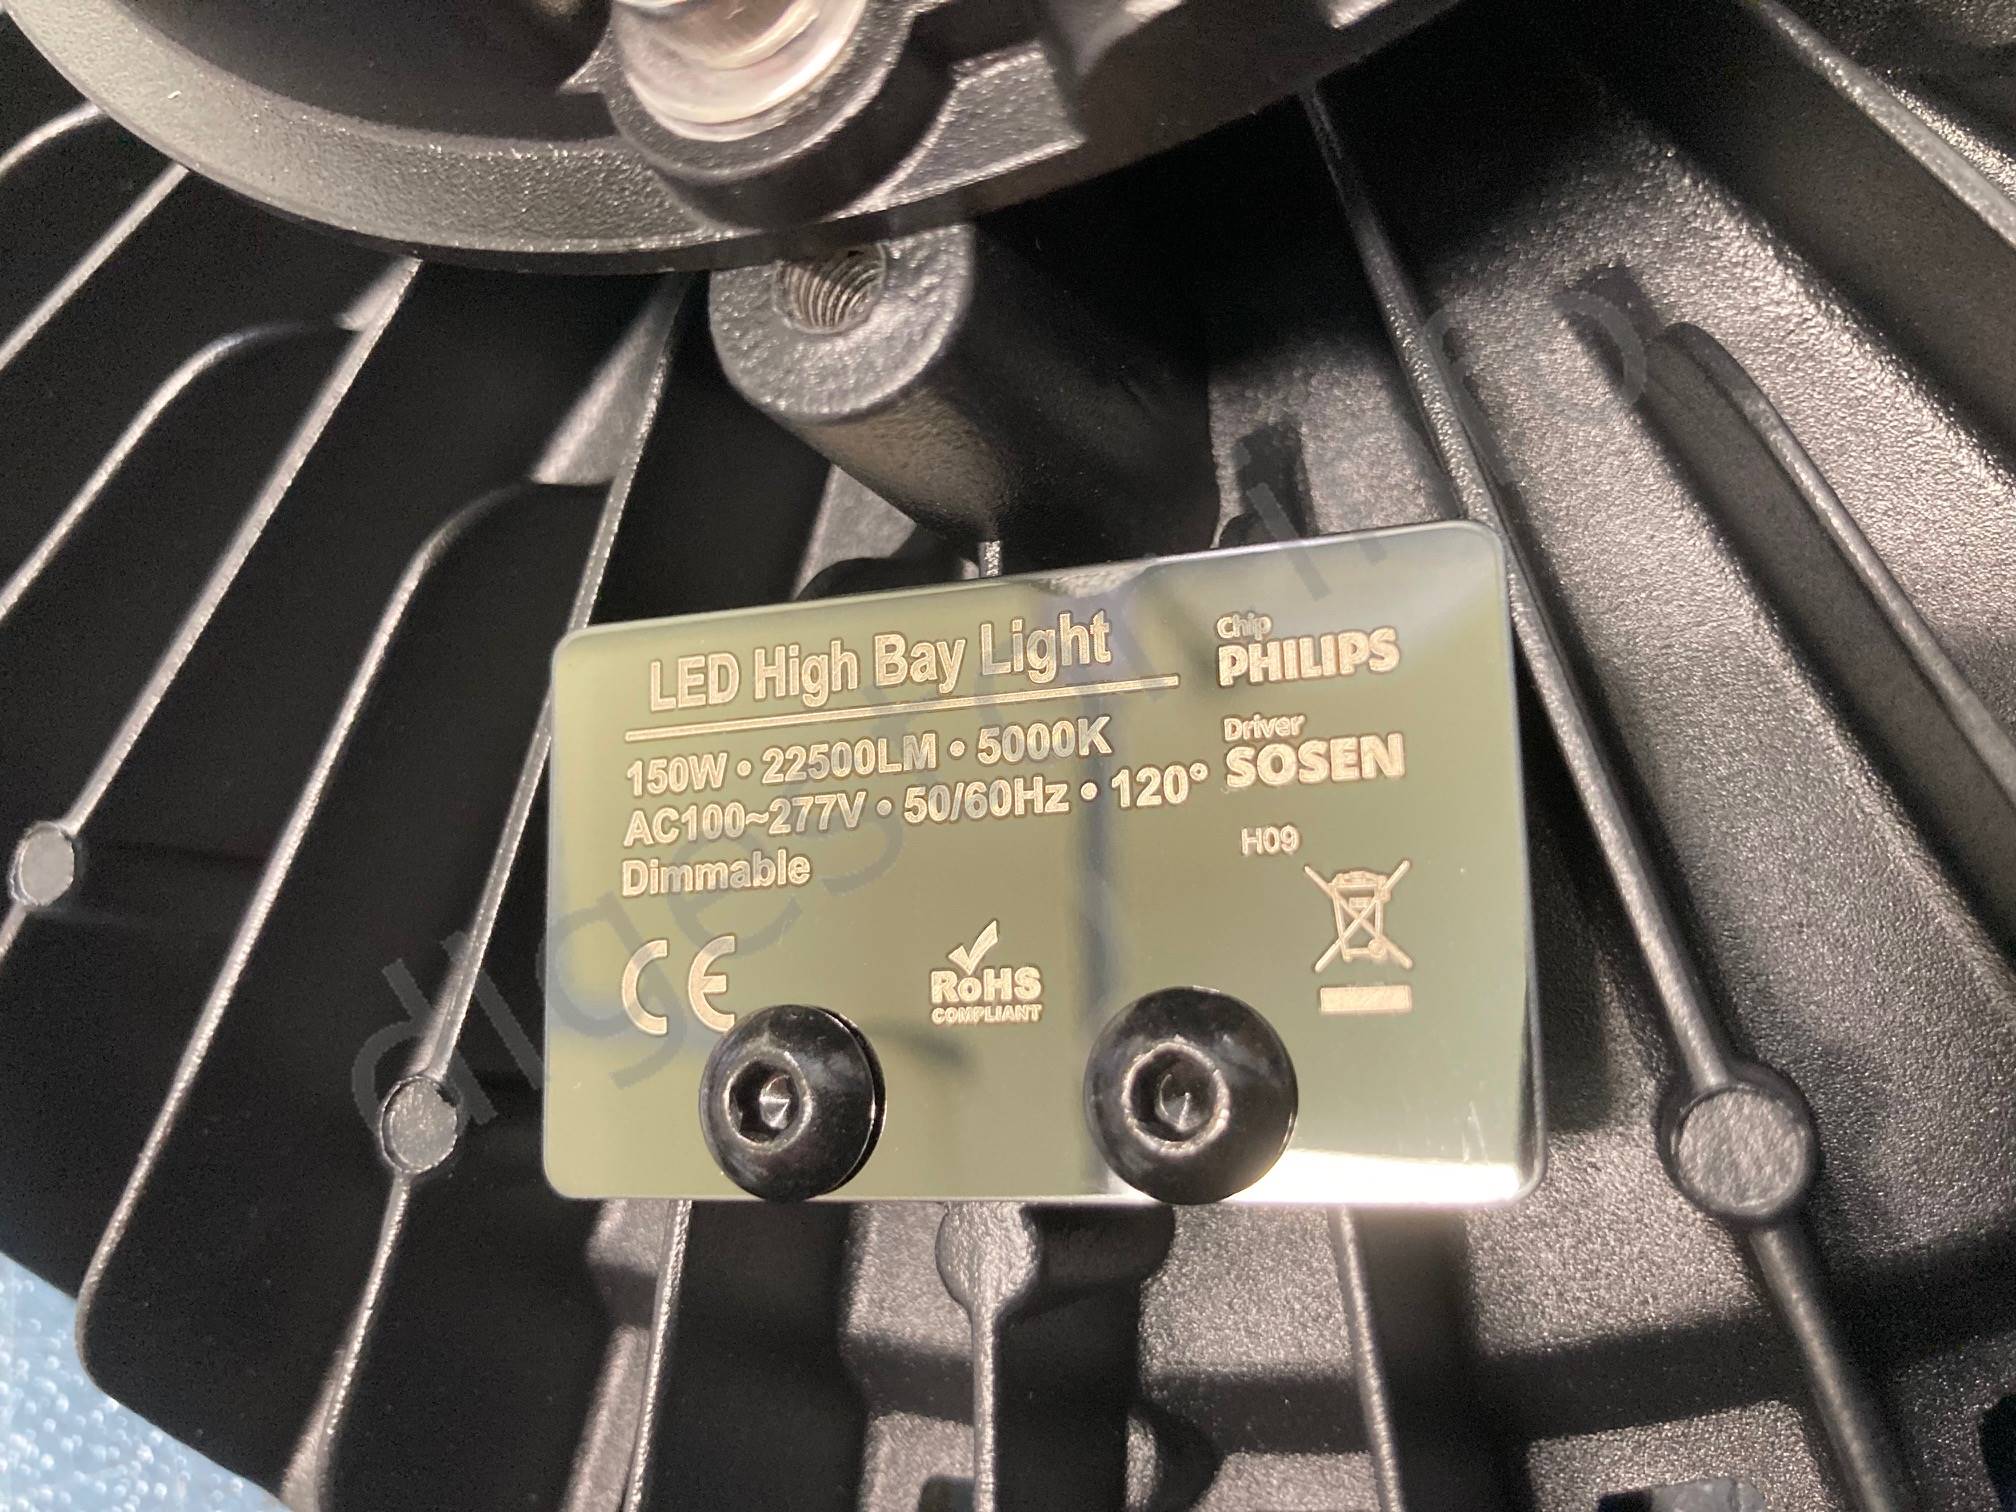 LED High Bay Light
150W • 22500LM • 5000K
AC100~277V • 50/60Hz • 120°
Dimmable
Chip
PHILIPS
Driver
SOSEN
H09
CE
RoHS
COMPLIANT